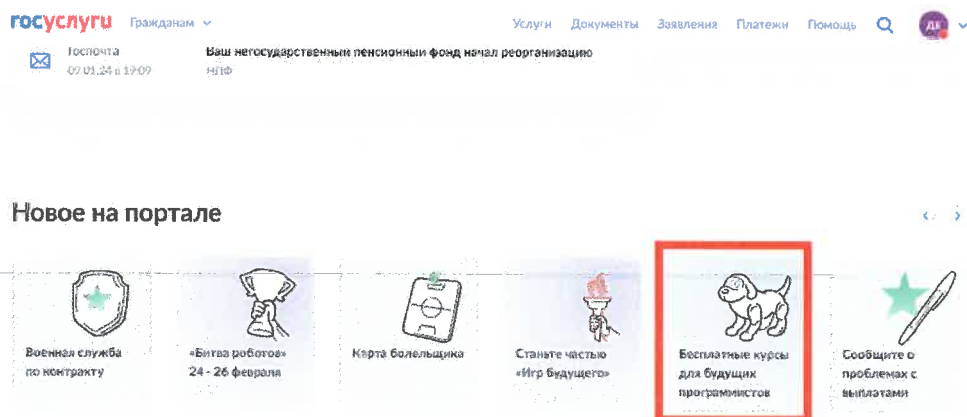 госуслуги Гражданам Услуги Документы Заявления Платежи Помощь ДК
Госпочта Ваш негосударственный пенсионный фонд начал реорганизацию
09.01.24 в 19:09 НПФ
Новое на портале
Военная служба
по контракту
«Битва роботов»
24 - 26 февраля
Карта болельщика
Станьте частью
«Игр будущего»
Бесплатные курсы
для будущих
программистов
Сообщите о
проблемах с
выплатами